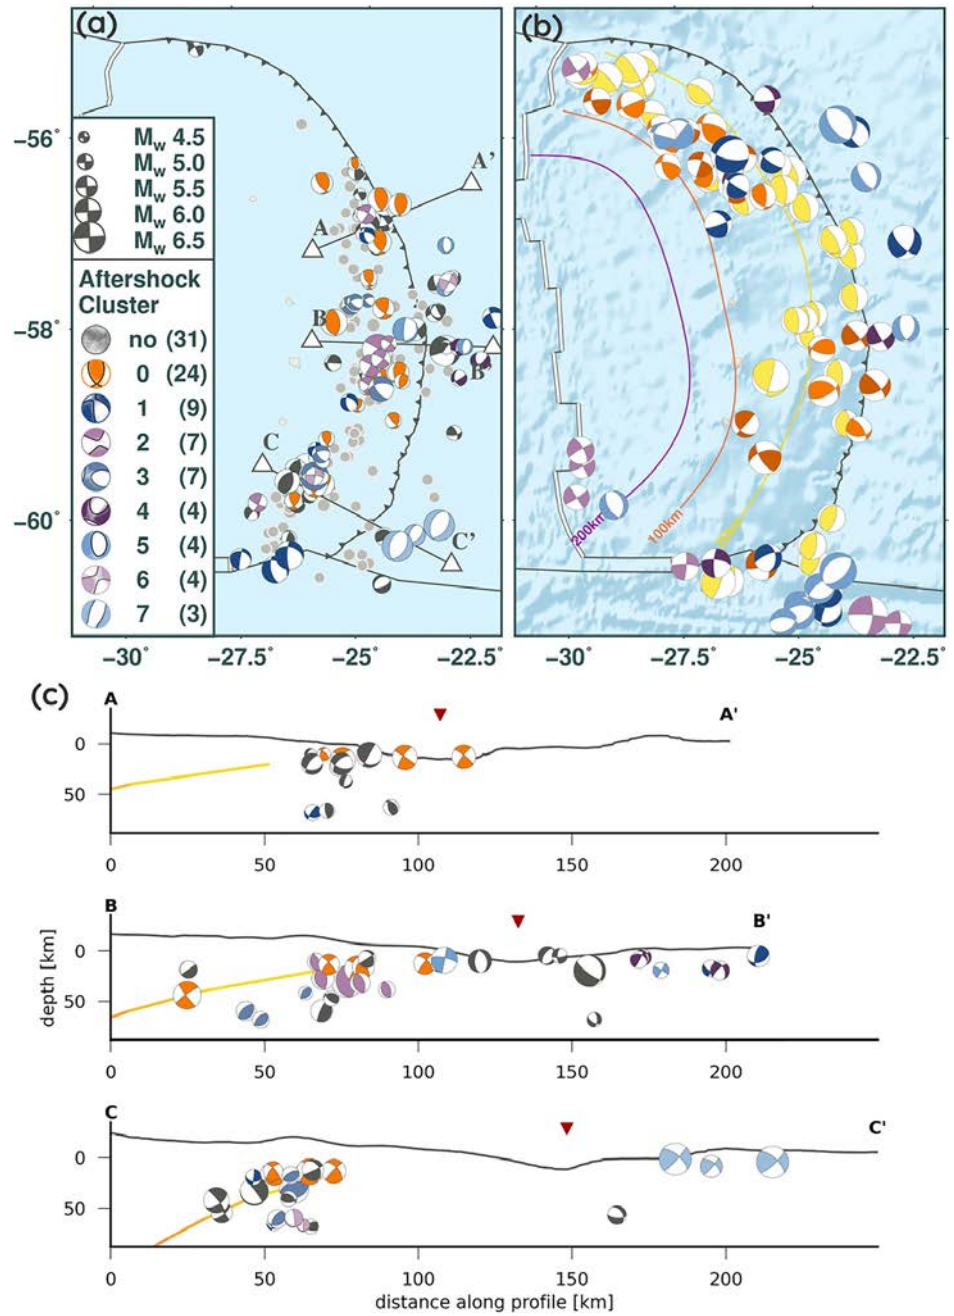 (a)
(b)
−56°
−58°
−60°
Mw 4.5
Mw 5.0
Mw 5.5
Mw 6.0
Mw 6.5
Aftershock
Cluster
no (31)
0 (24)
1 (9)
2 (7)
3 (7)
4 (4)
5 (4)
6 (4)
7 (3)
A'
A
B
B'
C
C'
200km
100km
−30° −27.5° −25° −22.5°
−30° −27.5° −25° −22.5°
(c)
A A'
0
50
0 50 100 150 200
B B'
0
50
depth [km]
0 50 100 150 200
C C'
0
50
0 50 100 150 200
distance along profile [km]